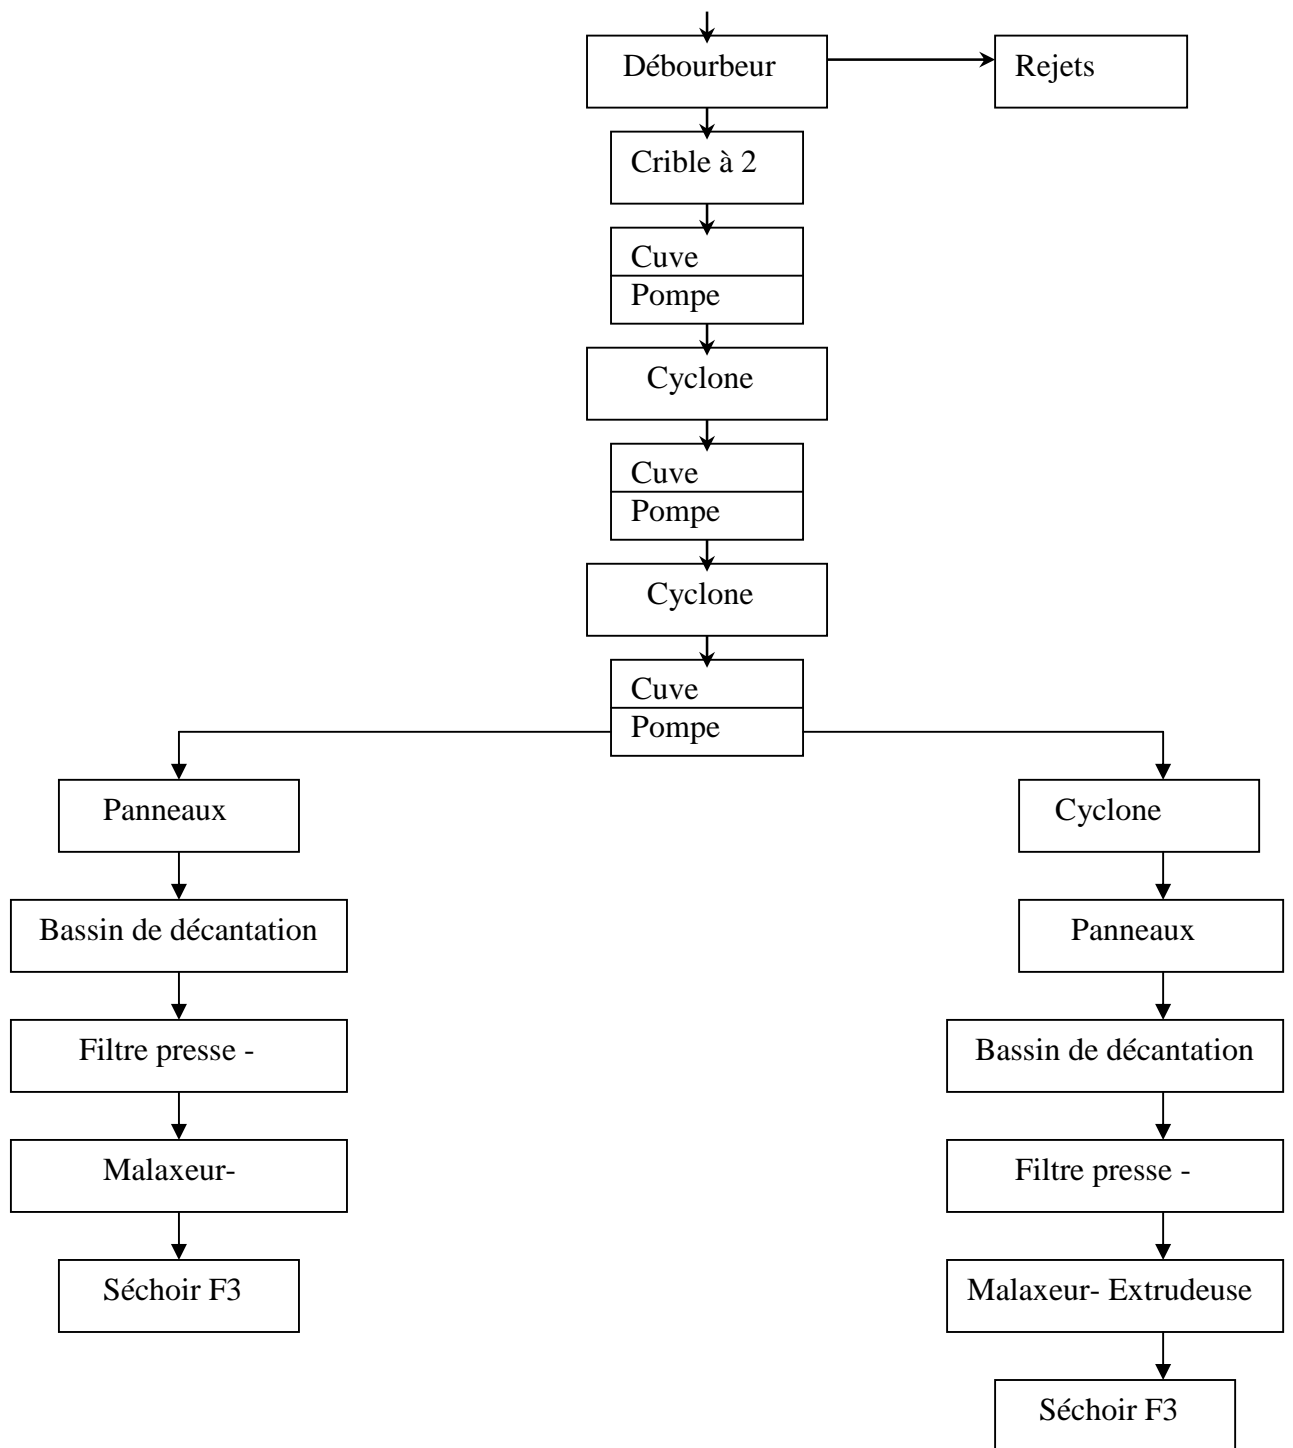 Débourbeur
Rejets
Crible à 2
Cuve
Pompe
Cyclone
Cuve
Pompe
Cyclone
Cuve
Pompe
Panneaux
Bassin de décantation
Filtre presse -
Malaxeur-
Séchoir F3
Cyclone
Panneaux
Bassin de décantation
Filtre presse -
Malaxeur- Extrudeuse
Séchoir F3